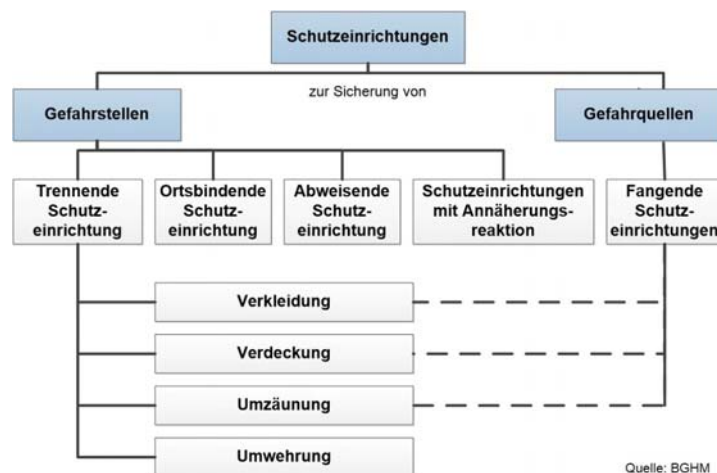 Schutzeinrichtungen
zur Sicherung von
Gefahrstellen
Gefahrquellen
Trennende
Schutz-
einrichtung
Ortsbindende
Schutz-
einrichtung
Abweisende
Schutz-
einrichtung
Schutzeinrichtungen
mit Annäherungs-
reaktion
Fangende
Schutz-
einrichtungen
Verkleidung
Verdeckung
Umzäunung
Umwehrung
Quelle: BGHM